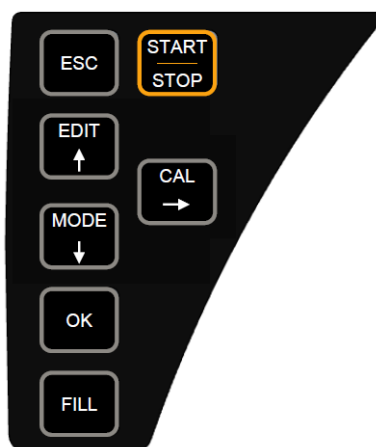 ESC
START
STOP
EDIT
↑
CAL
→
MODE
↓
OK
FILL